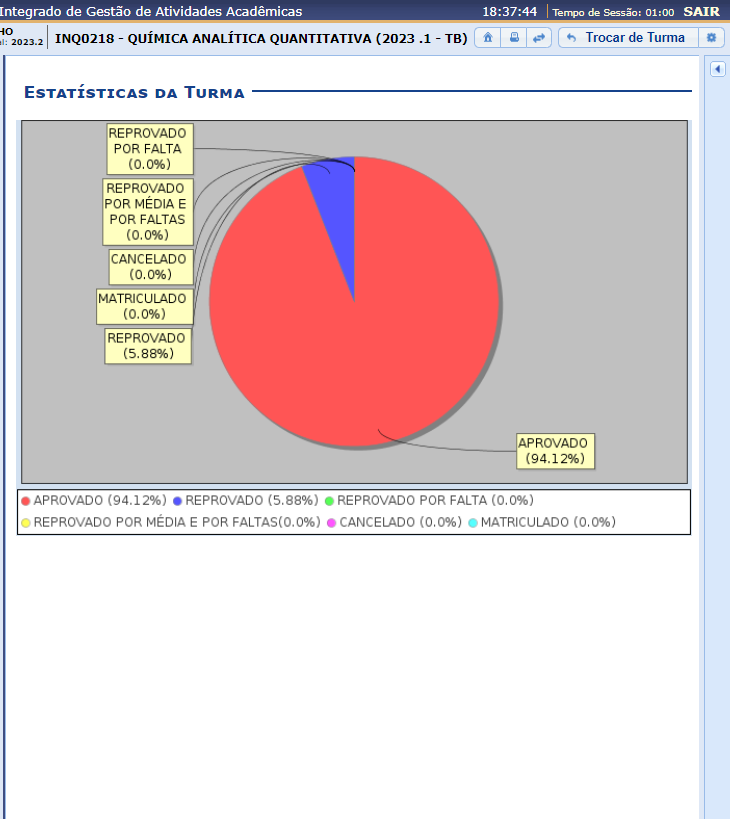 Integrado de Gestão de Atividades Acadêmicas 18:37:44 Tempo de Sessão: 01:00 SAIR
HO
el: 2023.2
INQ0218 - QUÍMICA ANALÍTICA QUANTITATIVA (2023 .1 - TB) Trocar de Turma
Estatísticas da Turma
REPROVADO
POR FALTA
(0.0%)
REPROVADO
POR MÉDIA E
POR FALTAS
(0.0%)
CANCELADO
(0.0%)
MATRICULADO
(0.0%)
REPROVADO
(5.88%)
APROVADO
(94.12%)
APROVADO (94.12%) REPROVADO (5.88%) REPROVADO POR FALTA (0.0%)
REPROVADO POR MÉDIA E POR FALTAS(0.0%) CANCELADO (0.0%) MATRICULADO (0.0%)